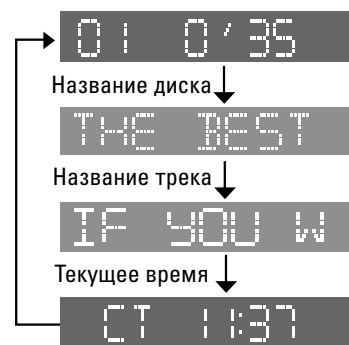 01 0'35
Название диска
THE BEST
Название трека
IF YOU W
Текущее время
CT 11:37